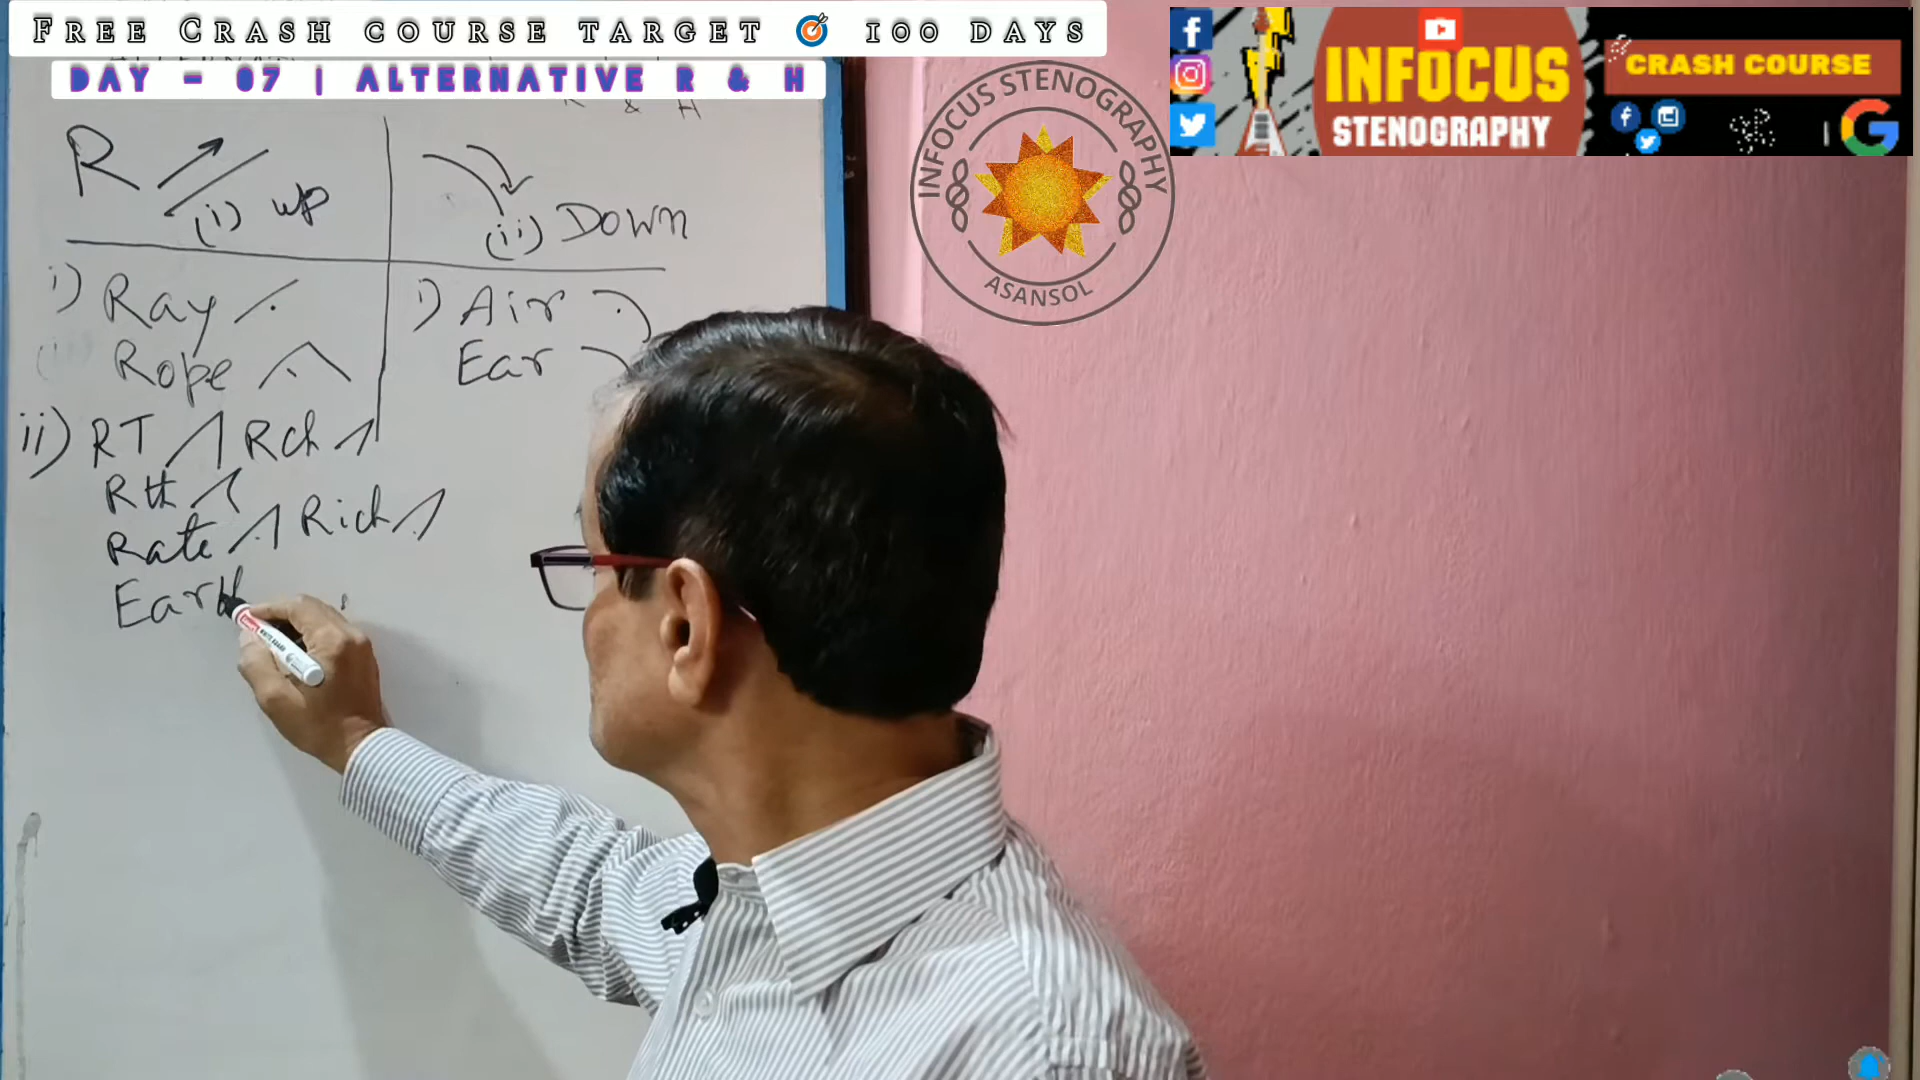 FREE CRASH COURSE TARGET 100 DAYS
DAY - 07 | ALTERNATIVE R & H
R & H
R (i) up
(ii) Down
i) Ray
Rope
i) Air
Ear
ii) RT Rch
Rth
Rate Rich
Earth
INFOCUS STENOGRAPHY
ASANSOL
INFOCUS
STENOGRAPHY
CRASH COURSE